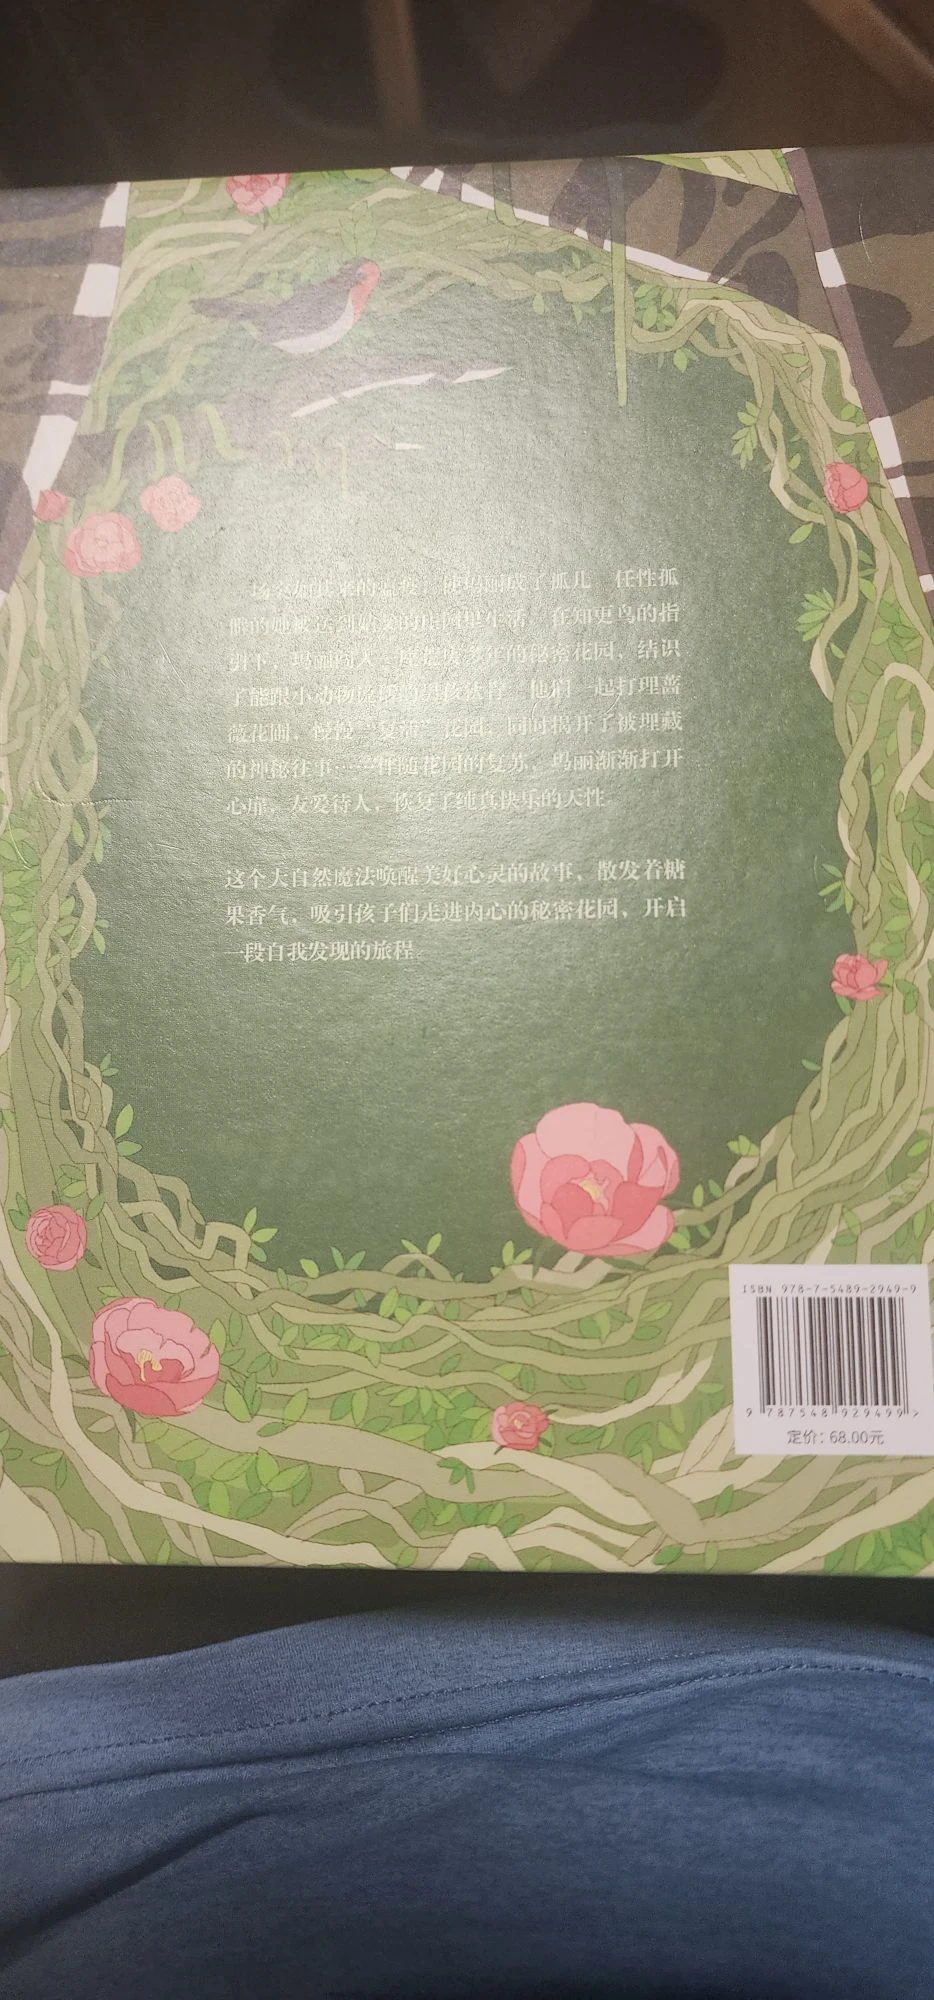 一场突如其来的瘟疫，使玛丽成了孤儿，任性孤
僻的她被送到姑父的庄园里生活。在知更鸟的指
引下，玛丽闯入一座荒废多年的秘密花园，结识
了能跟小动物说话的男孩狄肯。他们一起打理蔷
薇花圃，慢慢“复活”花园，同时揭开了被埋藏
的神秘往事……伴随花园的复苏，玛丽渐渐打开
心扉，友爱待人，恢复了纯真快乐的天性。
这个大自然魔法唤醒美好心灵的故事，散发着糖
果香气，吸引孩子们走进内心的秘密花园，开启
一段自我发现的旅程。
ISBN 978-7-5489-2949-9
9 787548 929499 >
定价：68.00元